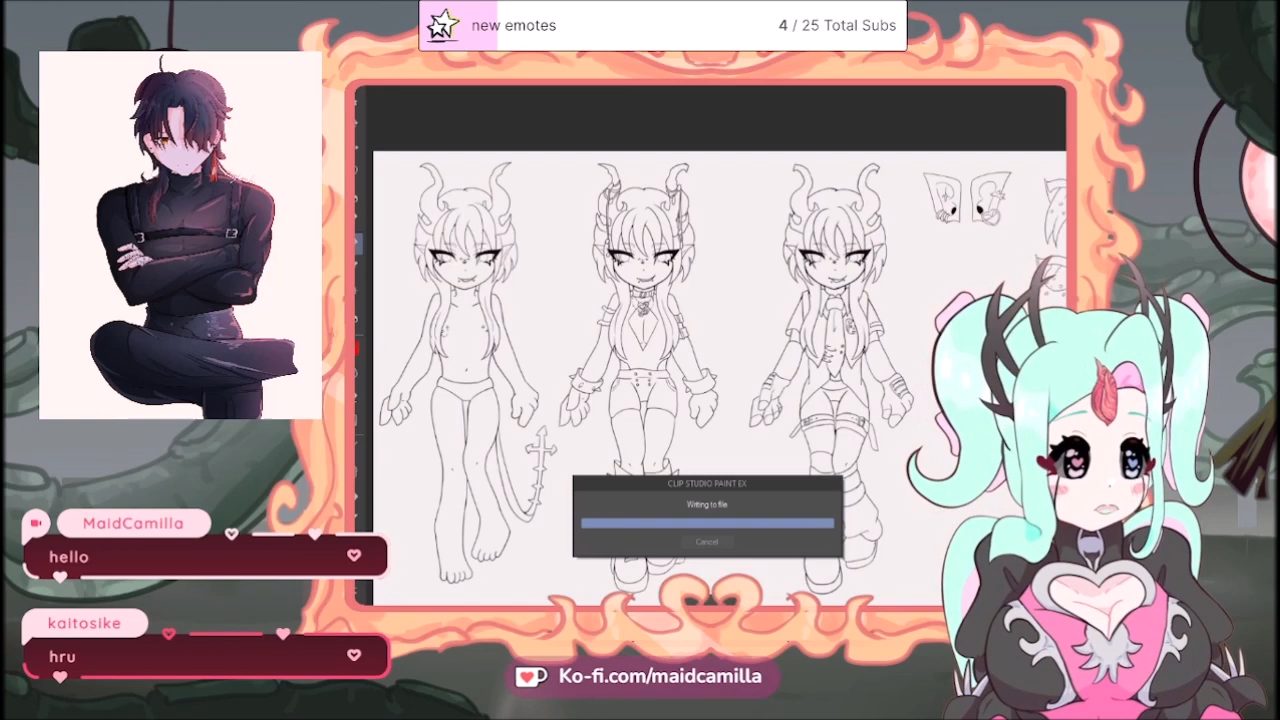 new emotes
4 / 25 Total Subs
CLIP STUDIO PAINT EX
Writing to file
Cancel
MaidCamilla
hello
kaitosike
hru
Ko-fi.com/maidcamilla